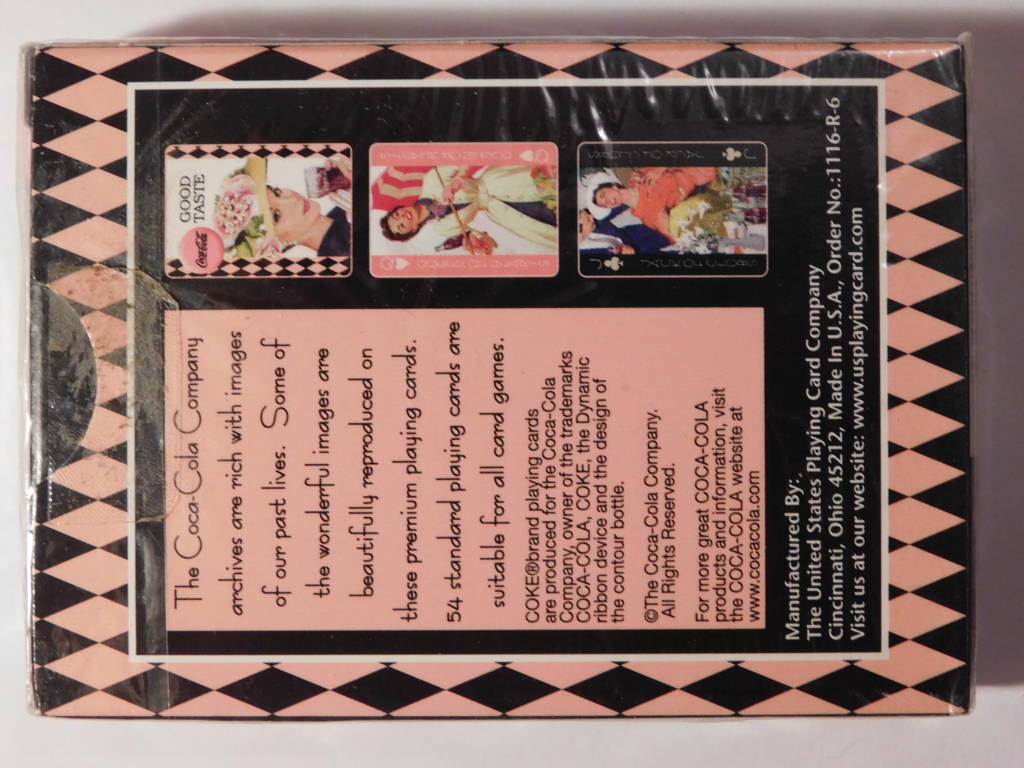 The Coca-Cola Company
archives are rich with images
of our past lives. Some of
the wonderful images are
beautifully reproduced on
these premium playing cards.
54 standard playing cards are
suitable for all card games.
COKE®brand playing cards
are produced for the Coca-Cola
Company, owner of the trademarks
COCA-COLA, COKE, the Dynamic
ribbon device and the design of
the contour bottle.
©The Coca-Cola Company.
All Rights Reserved.
For more great COCA-COLA
products and information, visit
the COCA-COLA website at
www.cocacola.com
Coca-Cola
GOOD
TASTE
Q
Q
J
J
Manufactured By:
The United States Playing Card Company
Cincinnati, Ohio 45212, Made In U.S.A., Order No.:1116-R-6
Visit us at our website: www.usplayingcard.com